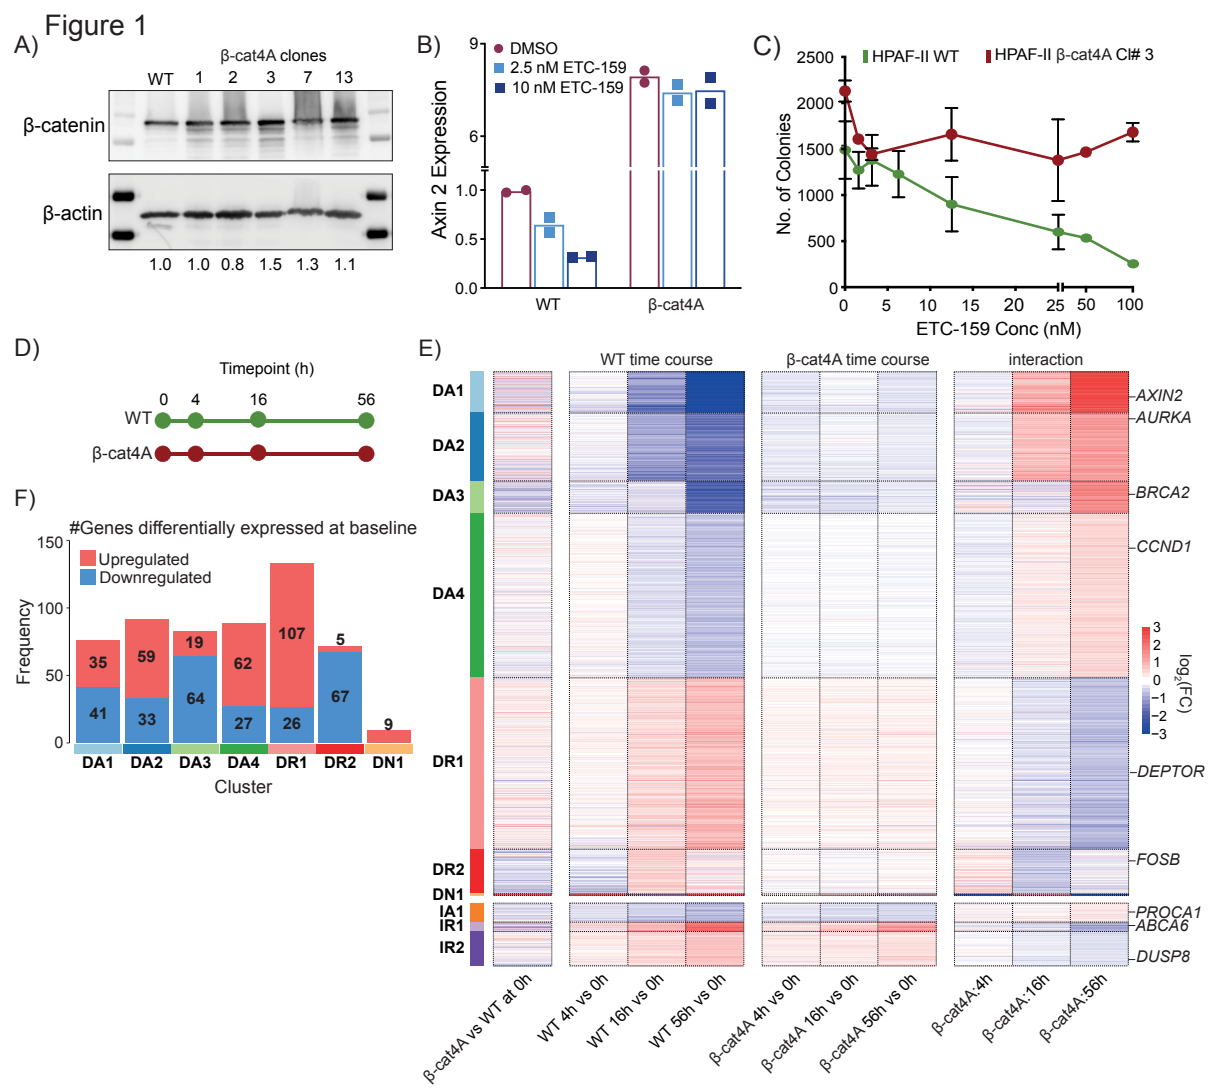 Figure 1
A)
β-cat4A clones
WT 1 2 3 7 13
β-catenin
β-actin
1.0 1.0 0.8 1.5 1.3 1.1
B)
DMSO
2.5 nM ETC-159
10 nM ETC-159
Axin 2 Expression
9
6
1.0
0.5
0.0
WT β-cat4A
C)
HPAF-II WT HPAF-II β-cat4A Cl# 3
No. of Colonies
2500
2000
1500
1000
500
0
0 5 10 15 20 25 50 100
ETC-159 Conc (nM)
D)
Timepoint (h)
0 4 16 56
WT
β-cat4A
E)
WT time course β-cat4A time course interaction
DA1
DA2
DA3
DA4
DR1
DR2
DN1
IA1
IR1
IR2
AXIN2
AURKA
BRCA2
CCND1
DEPTOR
FOSB
PROCA1
ABCA6
DUSP8
3
2
1
0
−1
−2
−3
log2(FC)
β-cat4A vs WT at 0h
WT 4h vs 0h
WT 16h vs 0h
WT 56h vs 0h
β-cat4A 4h vs 0h
β-cat4A 16h vs 0h
β-cat4A 56h vs 0h
β-cat4A:4h
β-cat4A:16h
β-cat4A:56h
F)
#Genes differentially expressed at baseline
Upregulated
Downregulated
Frequency
150
100
50
0
35 59 19 62 107 5 9
41 33 64 27 26 67
DA1 DA2 DA3 DA4 DR1 DR2 DN1
Cluster